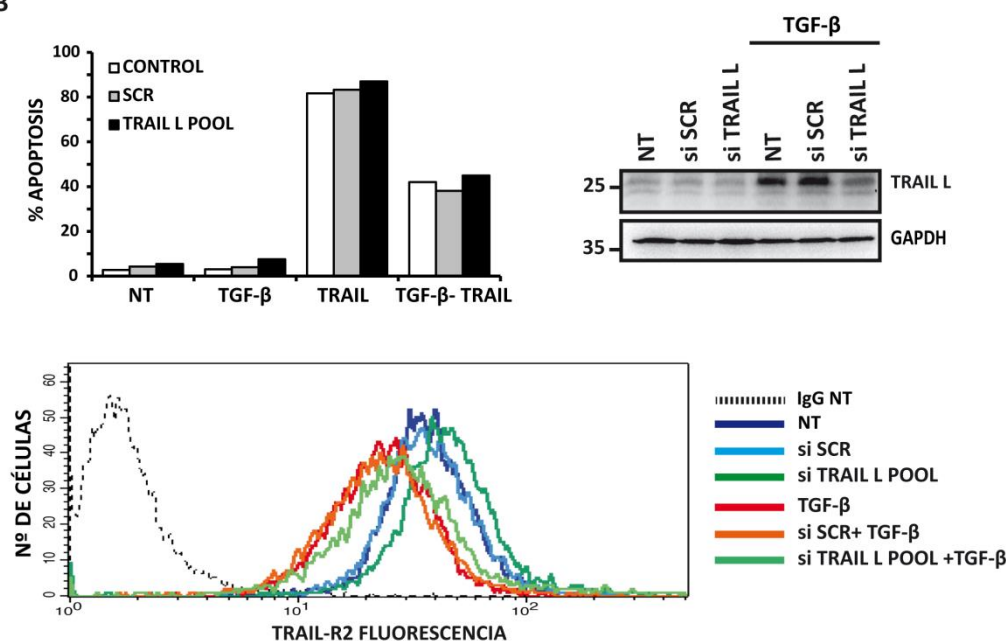 B
100
80
60
40
20
0
% APOPTOSIS
CONTROL
SCR
TRAIL L POOL
NT
TGF-β
TRAIL
TGF-β- TRAIL
TGF-β
NT
si SCR
si TRAIL L
NT
si SCR
si TRAIL L
25
TRAIL L
35
GAPDH
Nº DE CÉLULAS
60
50
40
30
20
10
0
10⁰
10¹
10²
TRAIL-R2 FLUORESCENCIA
IgG NT
NT
si SCR
si TRAIL L POOL
TGF-β
si SCR+ TGF-β
si TRAIL L POOL +TGF-β